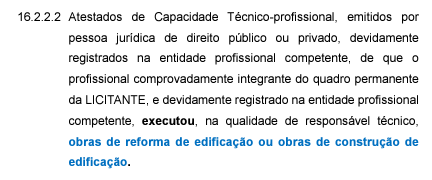 16.2.2.2 Atestados de Capacidade Técnico-profissional, emitidos por
pessoa jurídica de direito público ou privado, devidamente
registrados na entidade profissional competente, de que o
profissional comprovadamente integrante do quadro permanente
da LICITANTE, e devidamente registrado na entidade profissional
competente, executou, na qualidade de responsável técnico,
obras de reforma de edificação ou obras de construção de
edificação.